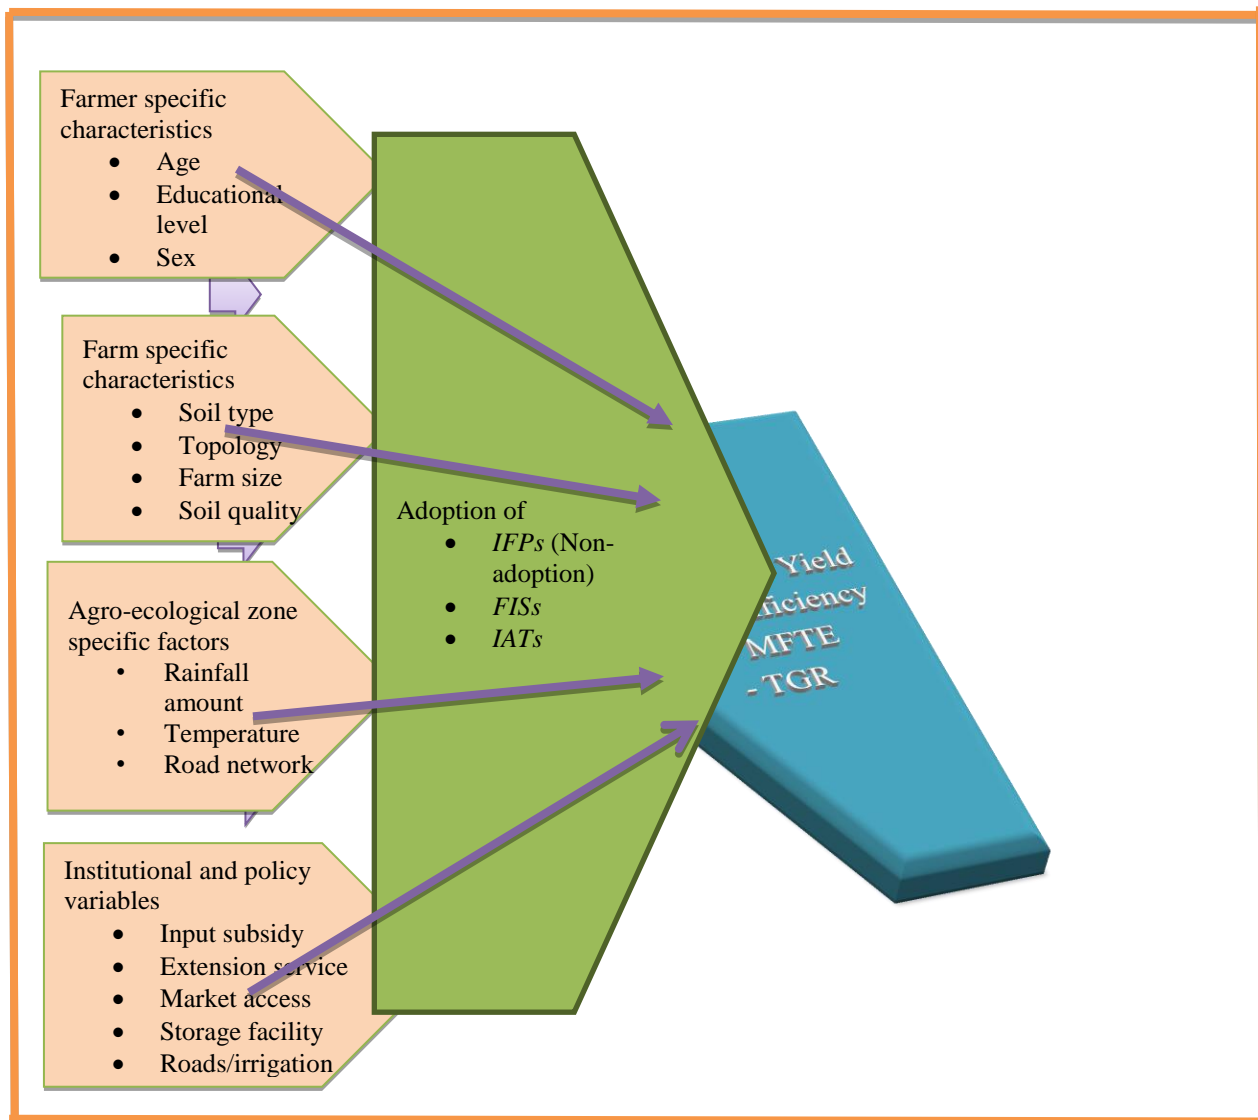 Farmer specific
characteristics
• Age
• Educational
level
• Sex
Farm specific
characteristics
• Soil type
• Topology
• Farm size
• Soil quality
Agro-ecological zone
specific factors
• Rainfall
amount
• Temperature
• Road network
Institutional and policy
variables
• Input subsidy
• Extension service
• Market access
• Storage facility
• Roads/irrigation
Adoption of
• IFPs (Non-
adoption)
• FISs
• IATs
Yield
fficiency
MFTE
- TGR